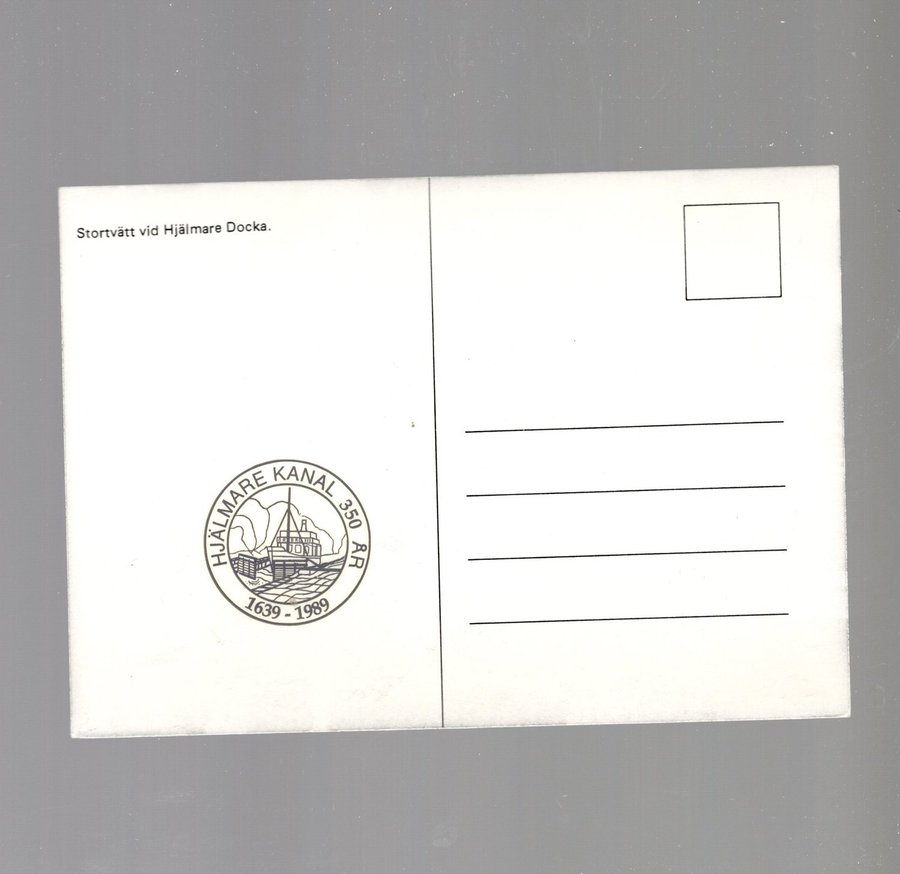 Stortvätt vid Hjälmare Docka.
HJÄLMARE KANAL 350 ÅR
1639 - 1989